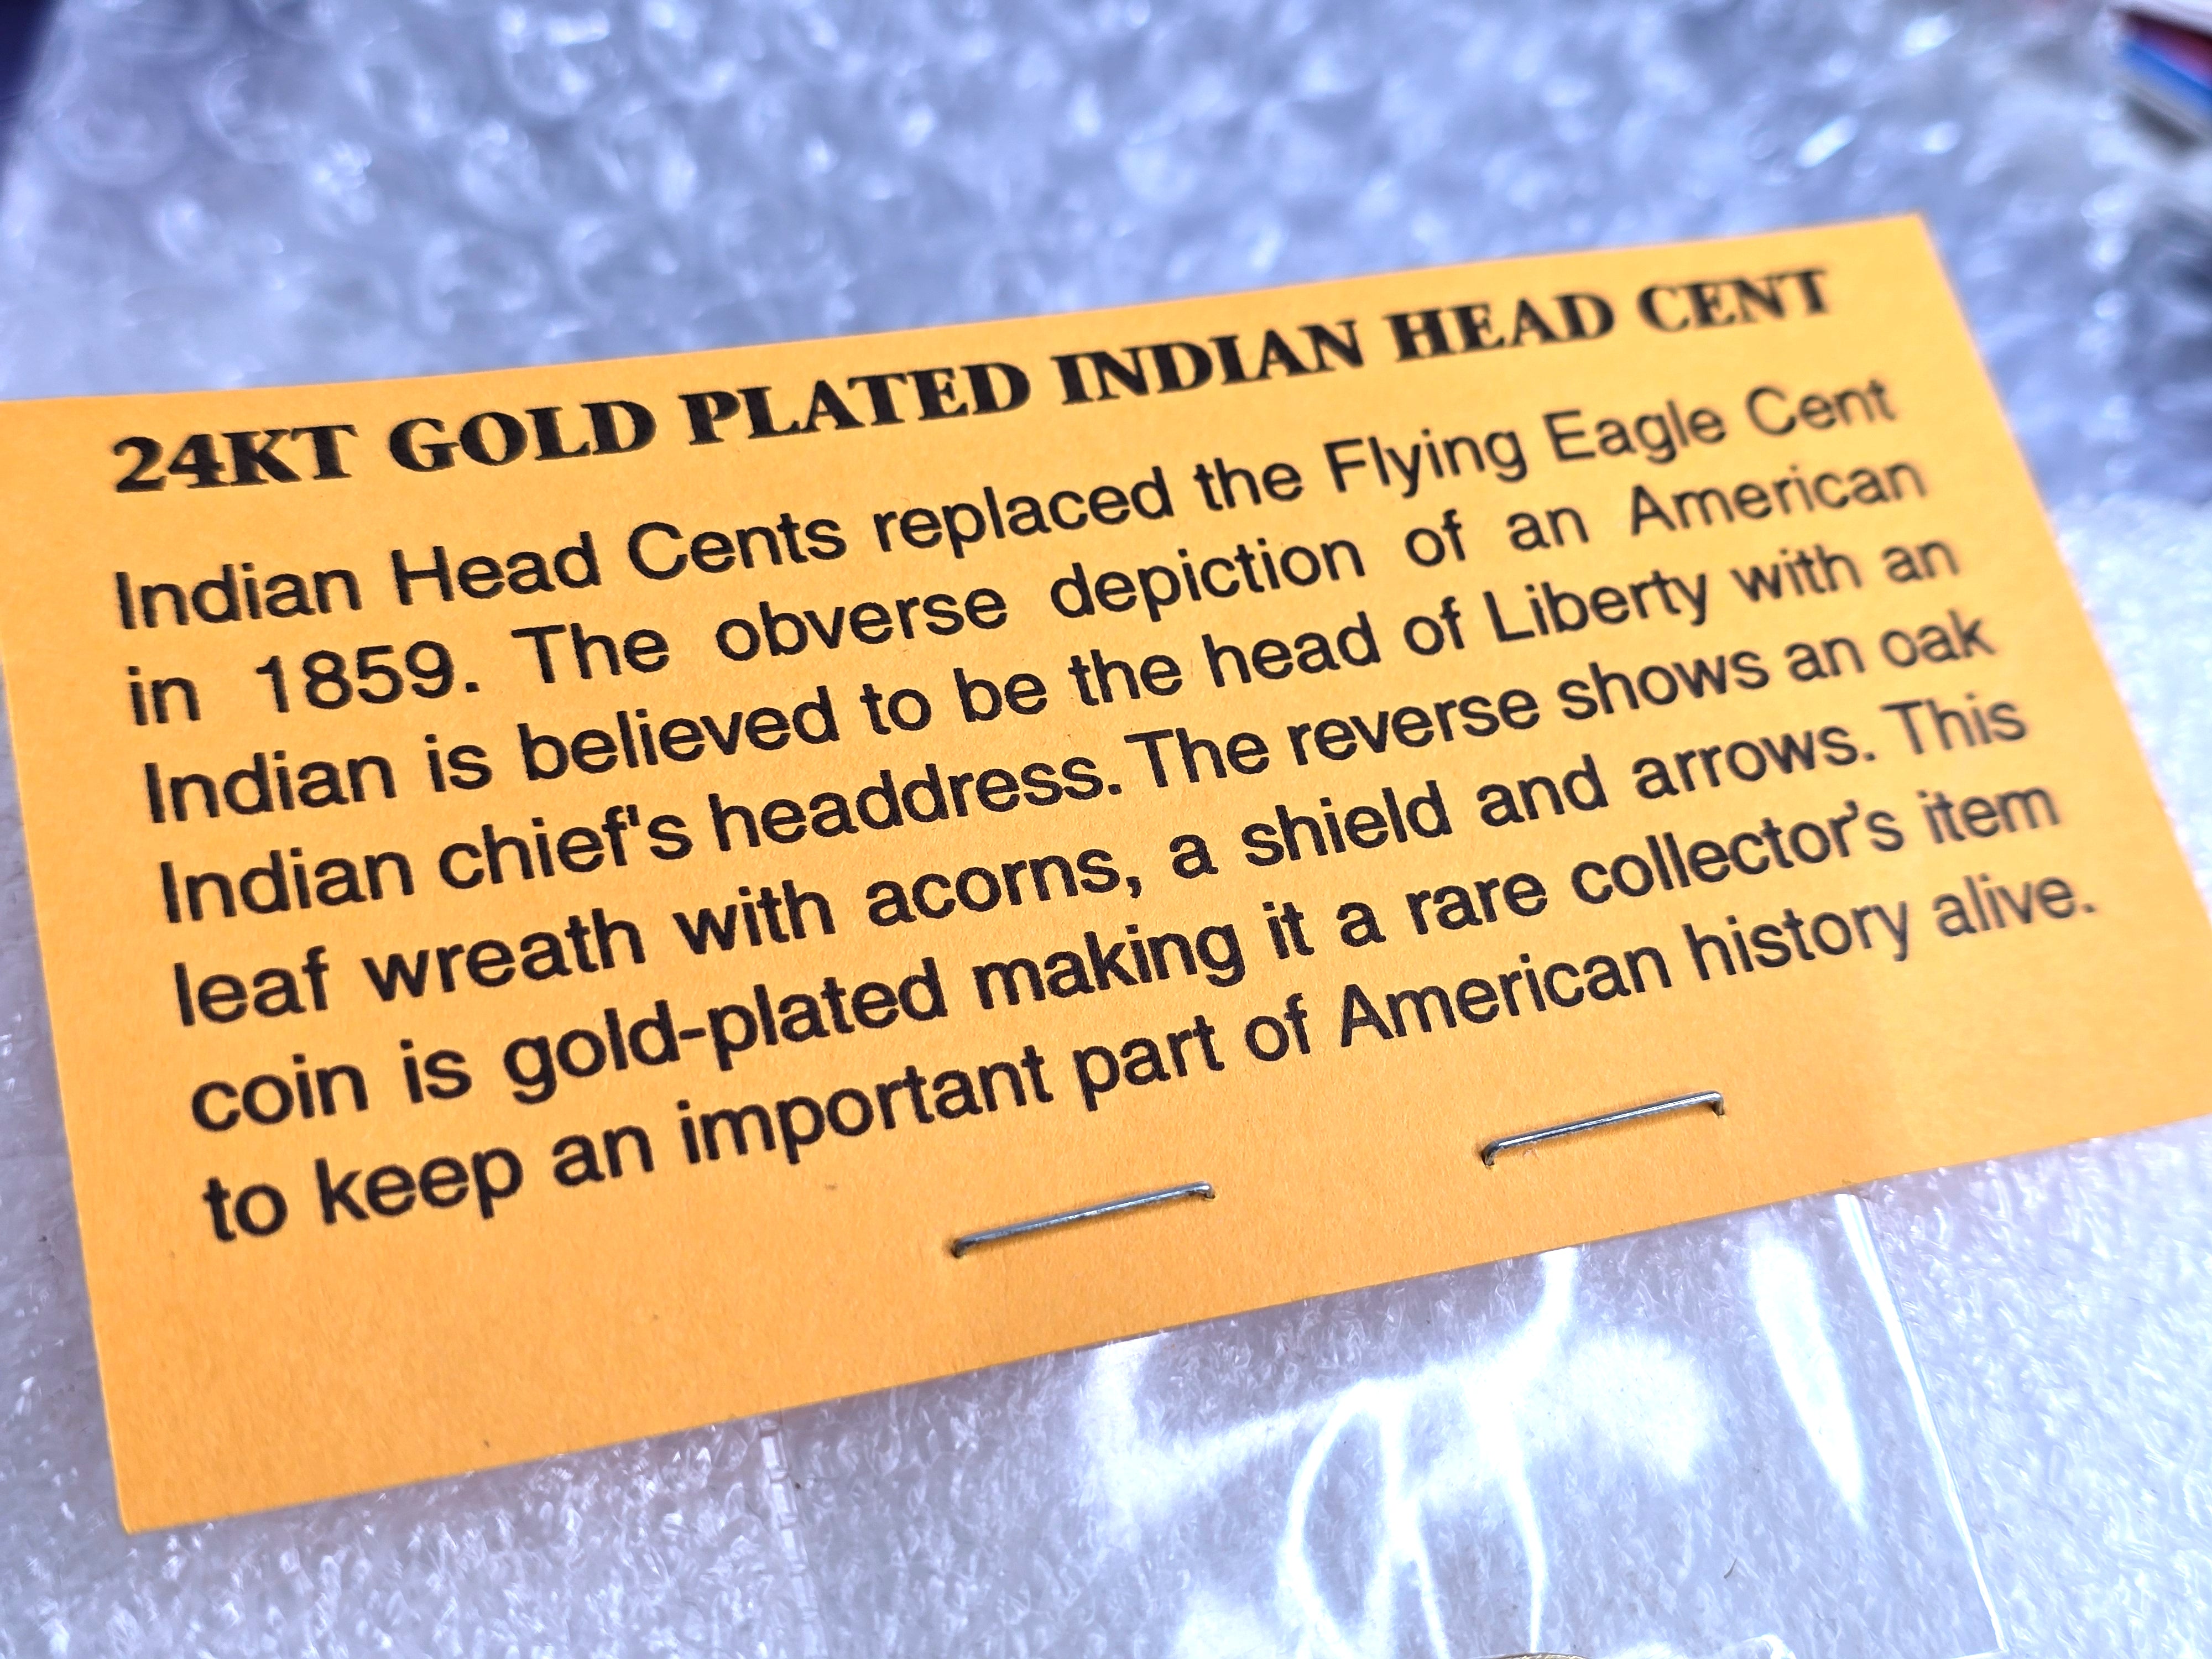 24KT GOLD PLATED INDIAN HEAD CENT
Indian Head Cents replaced the Flying Eagle Cent
in 1859. The obverse depiction of an American
Indian is believed to be the head of Liberty with an
Indian chief's headdress. The reverse shows an oak
leaf wreath with acorns, a shield and arrows. This
coin is gold-plated making it a rare collector's item
to keep an important part of American history alive.